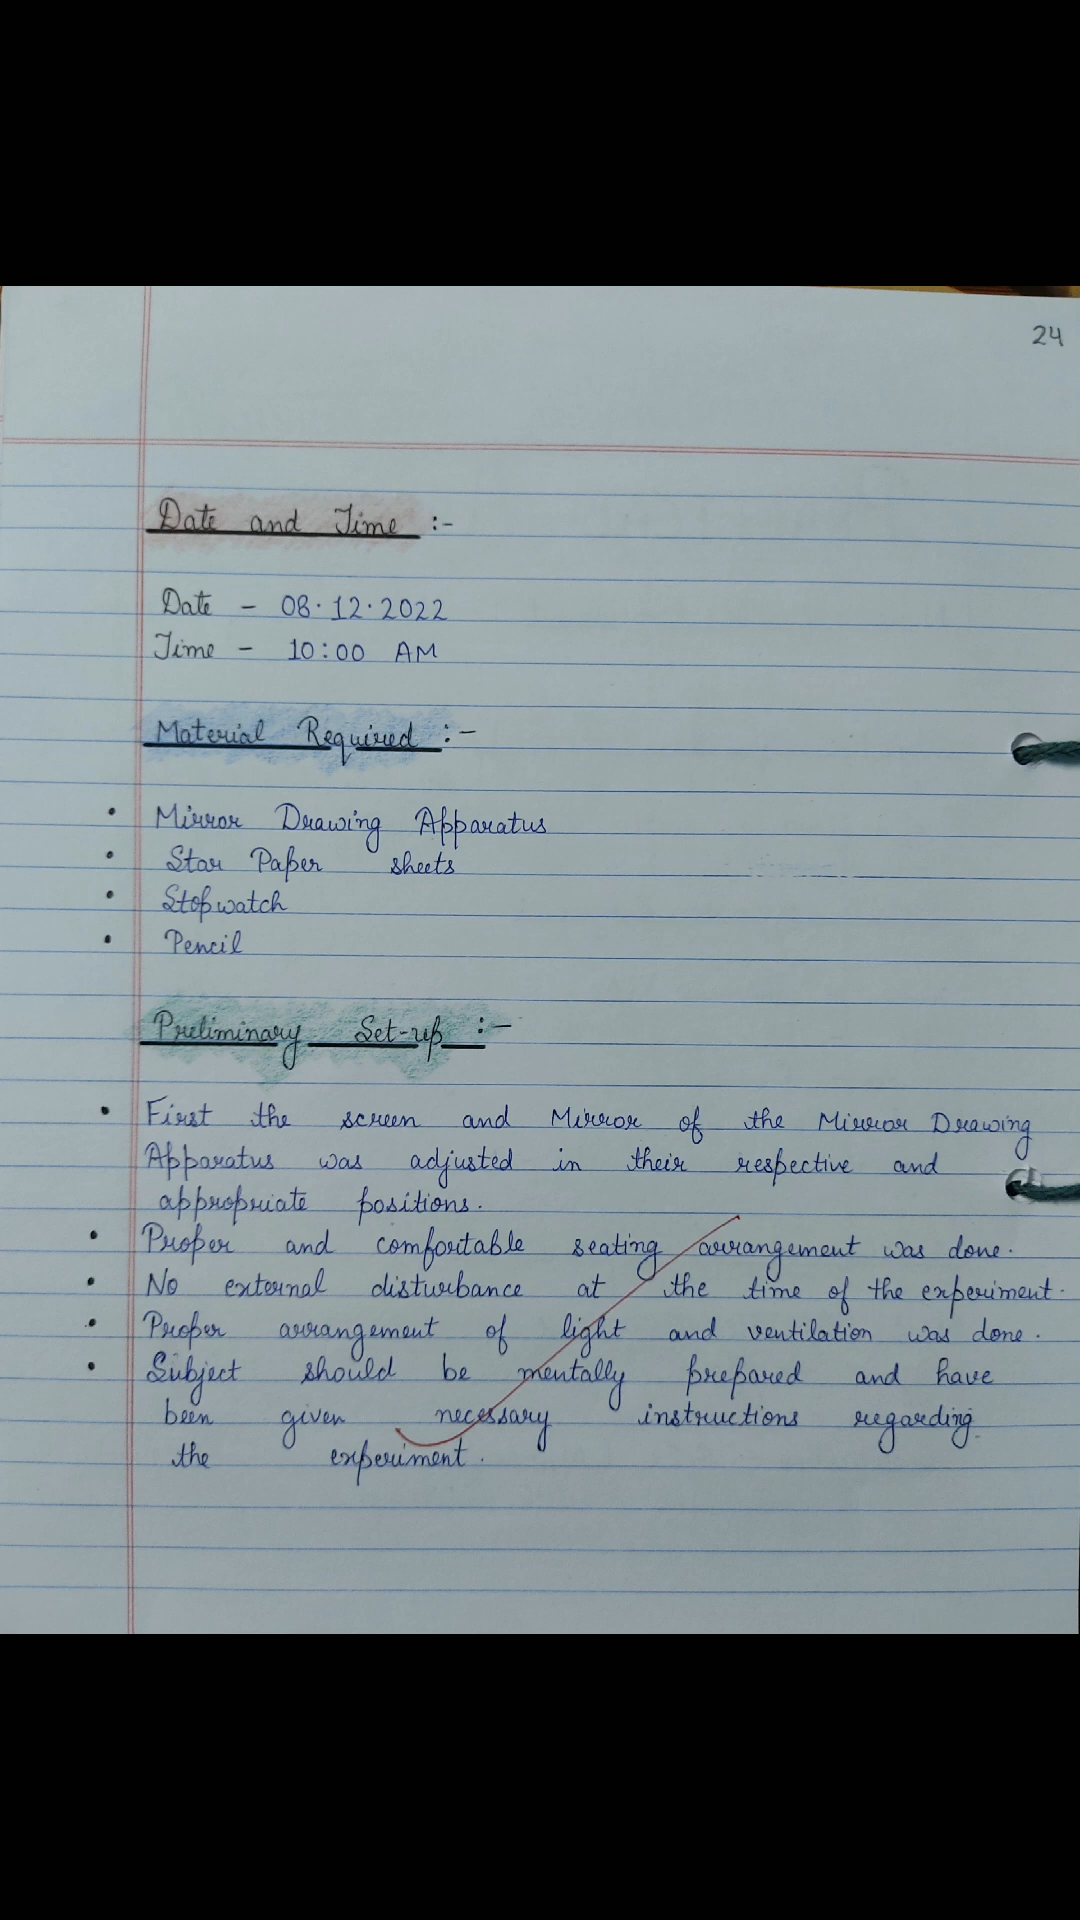 24
Date and Time :-
Date - 08.12.2022
Time - 10:00 AM
Material Required :-
• Mirror Drawing Apparatus
• Star Paper sheets
• Stopwatch
• Pencil
Preliminary Set-up :-
• First the screen and Mirror of the Mirror Drawing
Apparatus was adjusted in their respective and
appropriate positions.
• Proper and comfortable seating arrangement was done.
• No external disturbance at the time of the experiment.
• Proper arrangement of light and ventilation was done.
• Subject should be mentally prepared and have
been given necessary instructions regarding
the experiment.